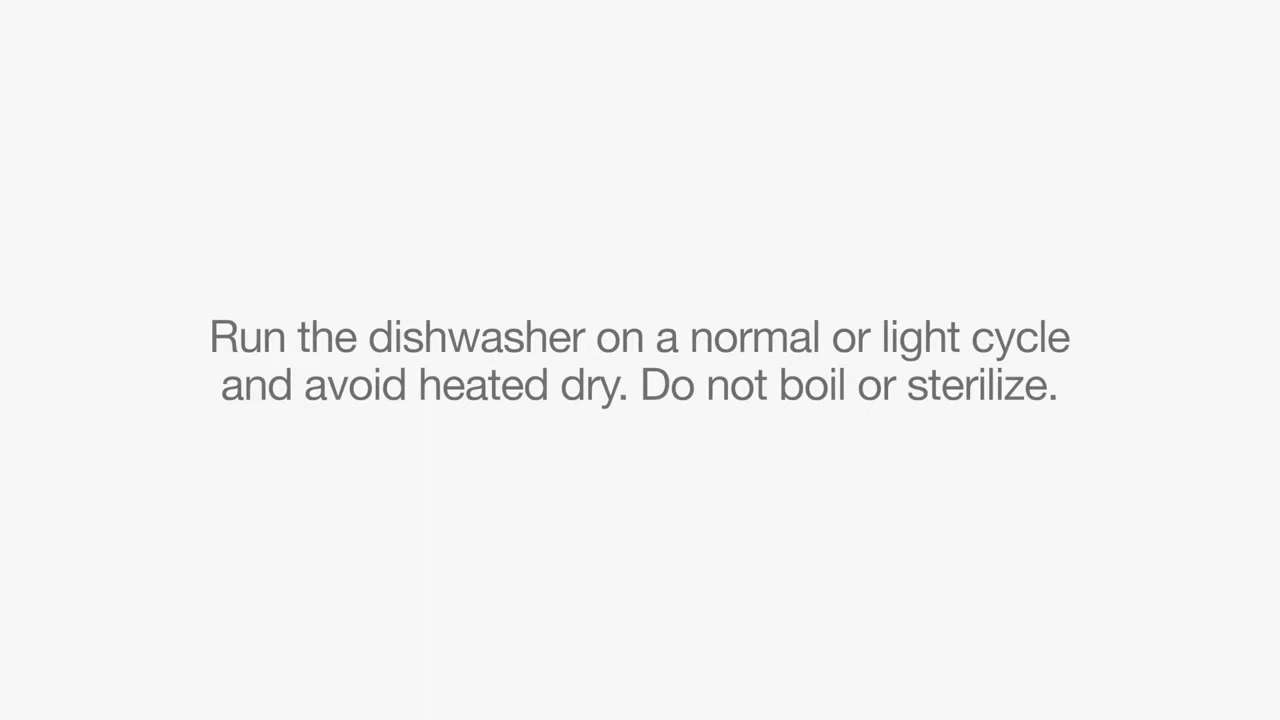 Run the dishwasher on a normal or light cycle
and avoid heated dry. Do not boil or sterilize.